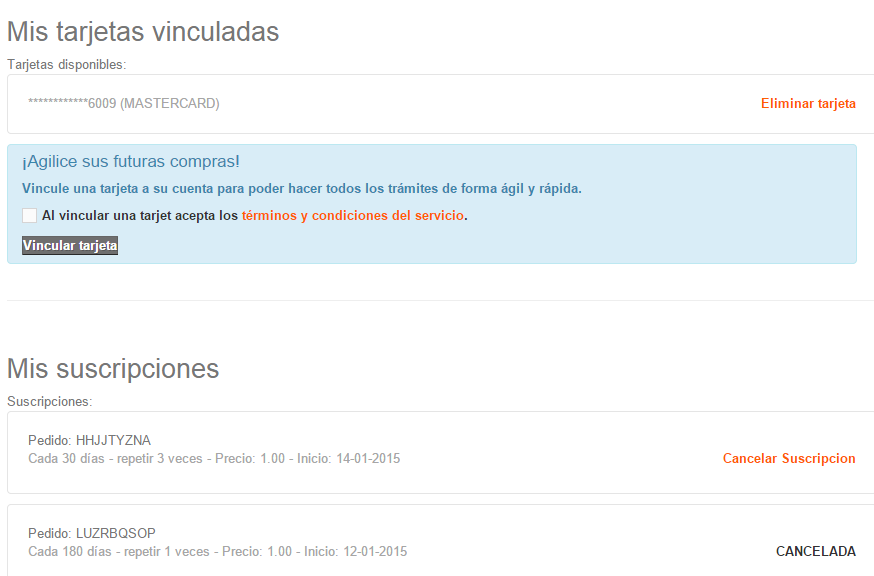 Mis tarjetas vinculadas
Tarjetas disponibles:
************6009 (MASTERCARD) Eliminar tarjeta
¡Agilice sus futuras compras!
Vincule una tarjeta a su cuenta para poder hacer todos los trámites de forma ágil y rápida.
Al vincular una tarjet acepta los términos y condiciones del servicio.
Vincular tarjeta
Mis suscripciones
Suscripciones:
Pedido: HHJJTYZNA
Cada 30 días - repetir 3 veces - Precio: 1.00 - Inicio: 14-01-2015 Cancelar Suscripcion
Pedido: LUZRBQSOP
Cada 180 días - repetir 1 veces - Precio: 1.00 - Inicio: 12-01-2015 CANCELADA